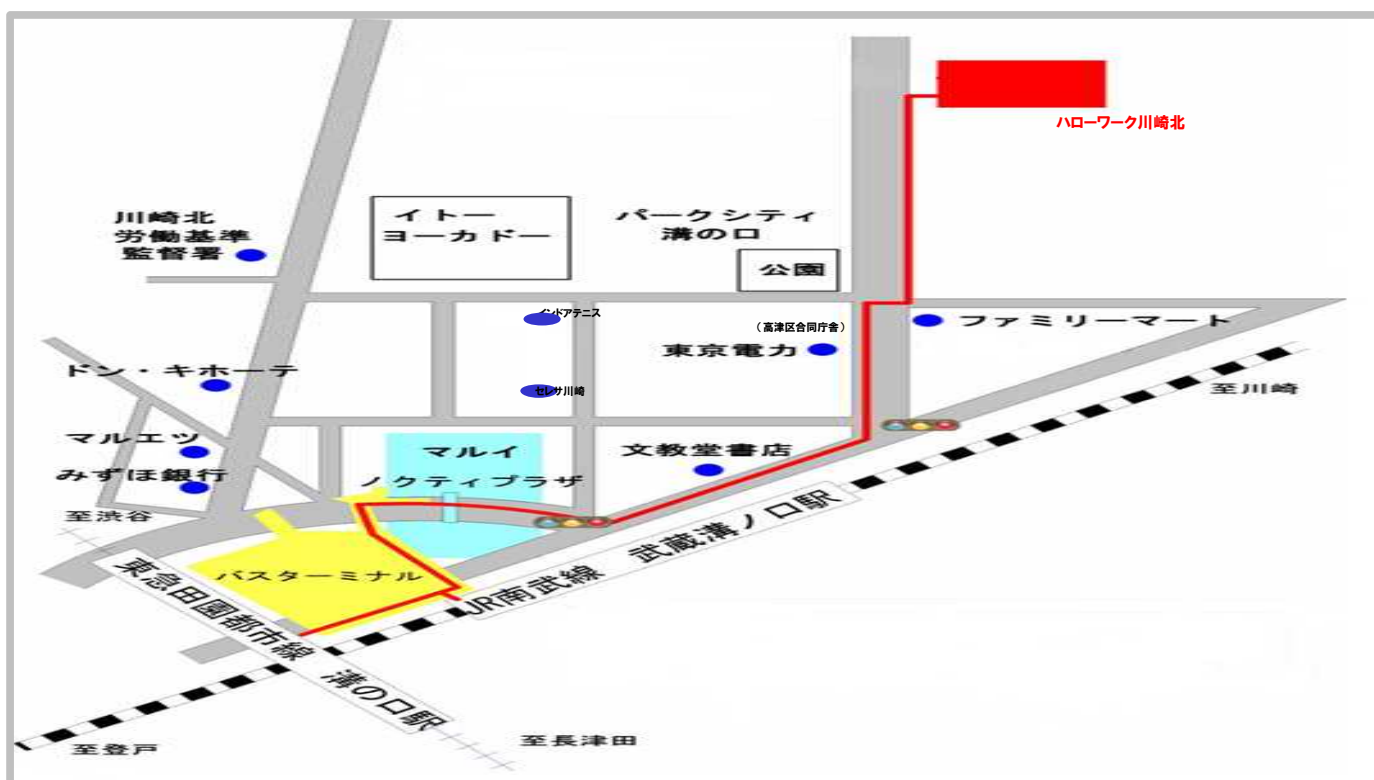 ハローワーク川崎北
川崎北
労働基準
監督署
イトー
ヨーカドー
パークシティ
溝の口
公園
インドアテニス
（高津区合同庁舎）
東京電力
ファミリーマート
ドン・キホーテ
セレサ川崎
至川崎
マルエツ
みずほ銀行
マルイ
ノクティプラザ
文教堂書店
至渋谷
バスターミナル
JR南武線　武蔵溝ノ口駅
東急田園都市線　溝の口駅
至登戸
至長津田